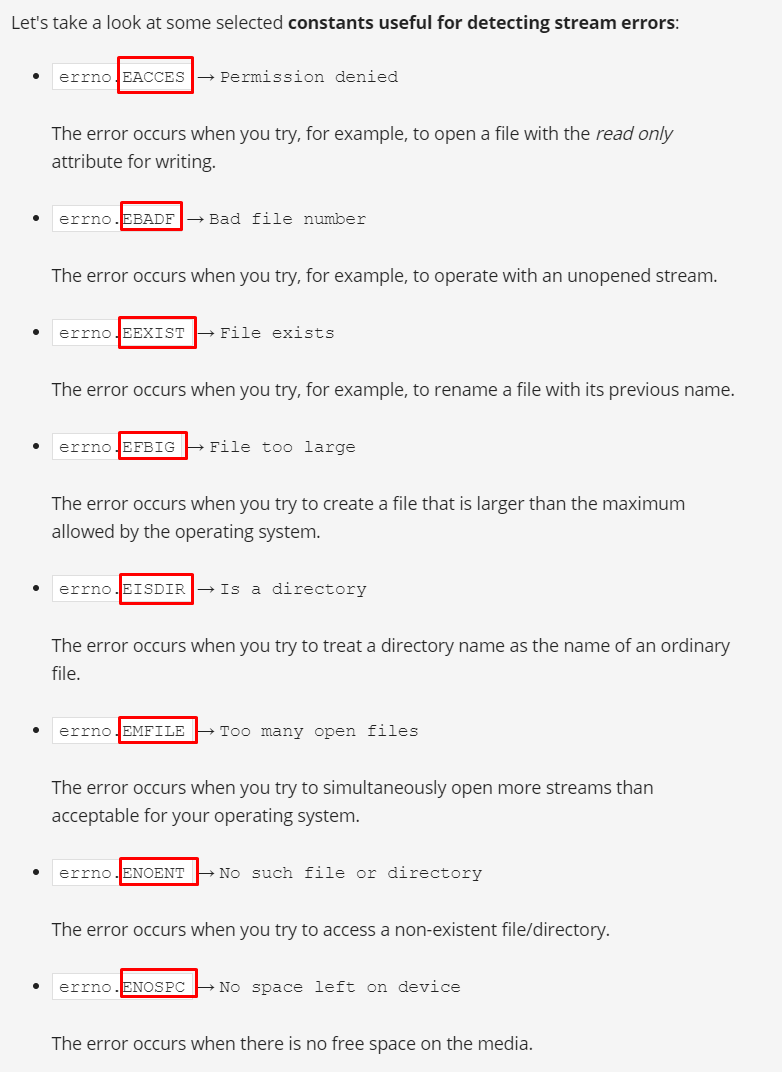 Let's take a look at some selected constants useful for detecting stream errors:
• errno.EACCES → Permission denied
The error occurs when you try, for example, to open a file with the read only
attribute for writing.
• errno.EBADF → Bad file number
The error occurs when you try, for example, to operate with an unopened stream.
• errno.EEXIST → File exists
The error occurs when you try, for example, to rename a file with its previous name.
• errno.EFBIG → File too large
The error occurs when you try to create a file that is larger than the maximum
allowed by the operating system.
• errno.EISDIR → Is a directory
The error occurs when you try to treat a directory name as the name of an ordinary
file.
• errno.EMFILE → Too many open files
The error occurs when you try to simultaneously open more streams than
acceptable for your operating system.
• errno.ENOENT → No such file or directory
The error occurs when you try to access a non-existent file/directory.
• errno.ENOSPC → No space left on device
The error occurs when there is no free space on the media.